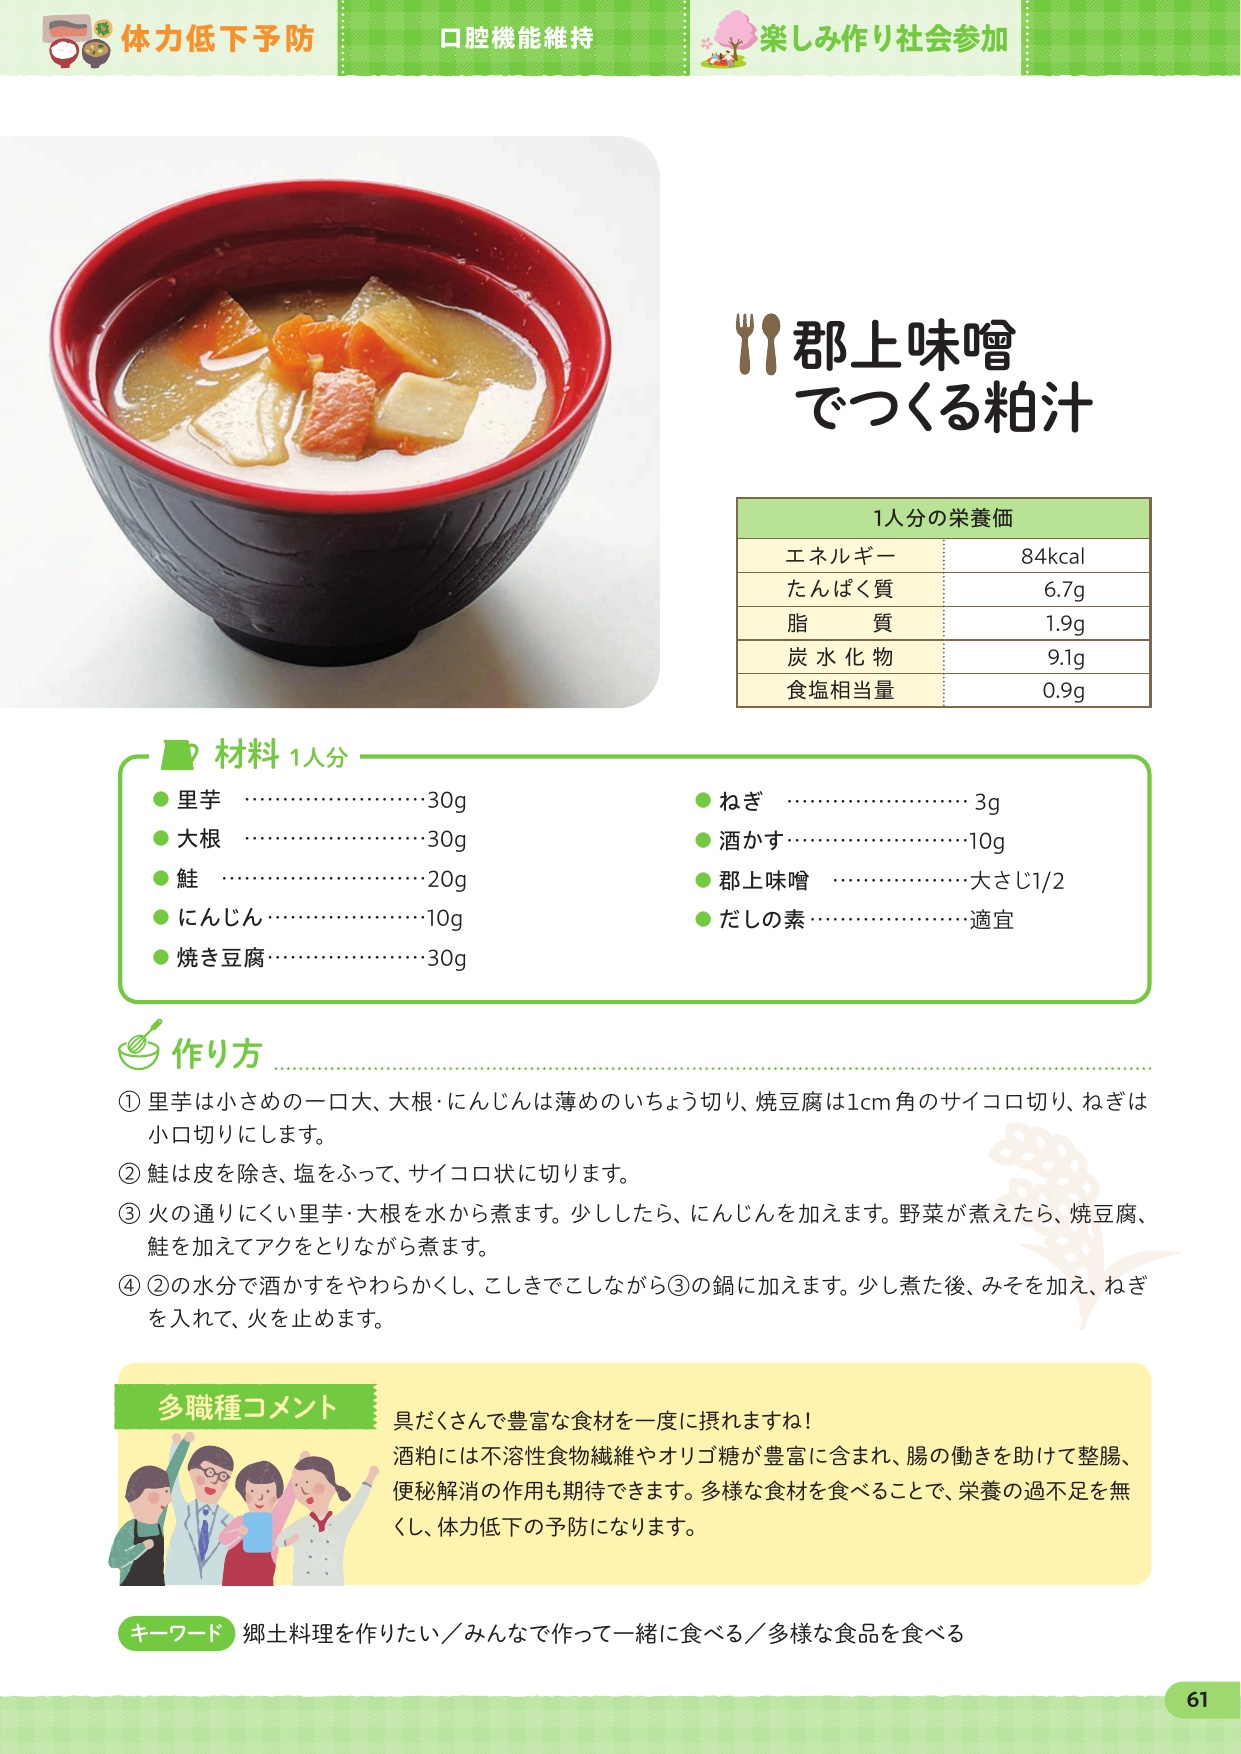 体力低下予防
口腔機能維持
楽しみ作り社会参加
郡上味噌
でつくる粕汁
1人分の栄養価
エネルギー 84kcal
たんぱく質 6.7g
脂質 1.9g
炭水化物 9.1g
食塩相当量 0.9g
材料 1人分
●里芋 ……………………30g
●大根 ……………………30g
●鮭 ………………………20g
●にんじん…………………10g
●焼き豆腐…………………30g
●ねぎ …………………… 3g
●酒かす……………………10g
●郡上味噌 ………………大さじ1/2
●だしの素…………………適宜
作り方
① 里芋は小さめの一口大、大根・にんじんは薄めのいちょう切り、焼豆腐は1cm角のサイコロ切り、ねぎは
小口切りにします。
② 鮭は皮を除き、塩をふって、サイコロ状に切ります。
③ 火の通りにくい里芋・大根を水から煮ます。少ししたら、にんじんを加えます。野菜が煮えたら、焼豆腐、
鮭を加えてアクをとりながら煮ます。
④ ②の水分で酒かすをやわらかくし、こしきでこしながら③の鍋に加えます。少し煮た後、みそを加え、ねぎ
を入れて、火を止めます。
多職種コメント
具だくさんで豊富な食材を一度に摂れますね！
酒粕には不溶性食物繊維やオリゴ糖が豊富に含まれ、腸の働きを助けて整腸、
便秘解消の作用も期待できます。多様な食材を食べることで、栄養の過不足を無
くし、体力低下の予防になります。
キーワード 郷土料理を作りたい／みんなで作って一緒に食べる／多様な食品を食べる
61